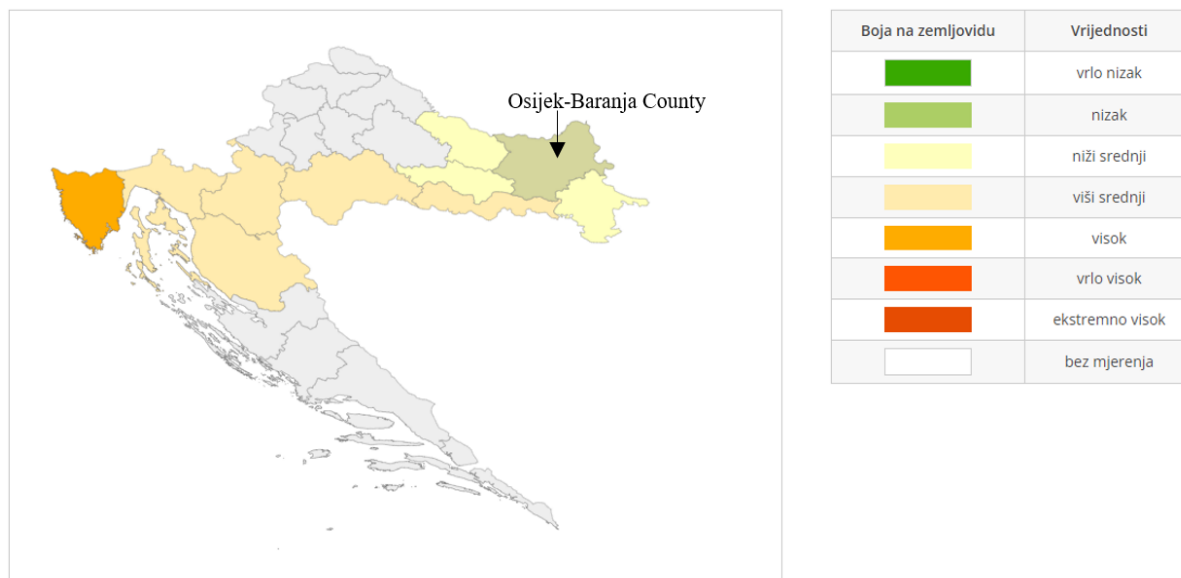 Osijek-Baranja County
Boja na zemljovidu Vrijednosti
vrlo nizak
nizak
niži srednji
viši srednji
visok
vrlo visok
ekstremno visok
bez mjerenja